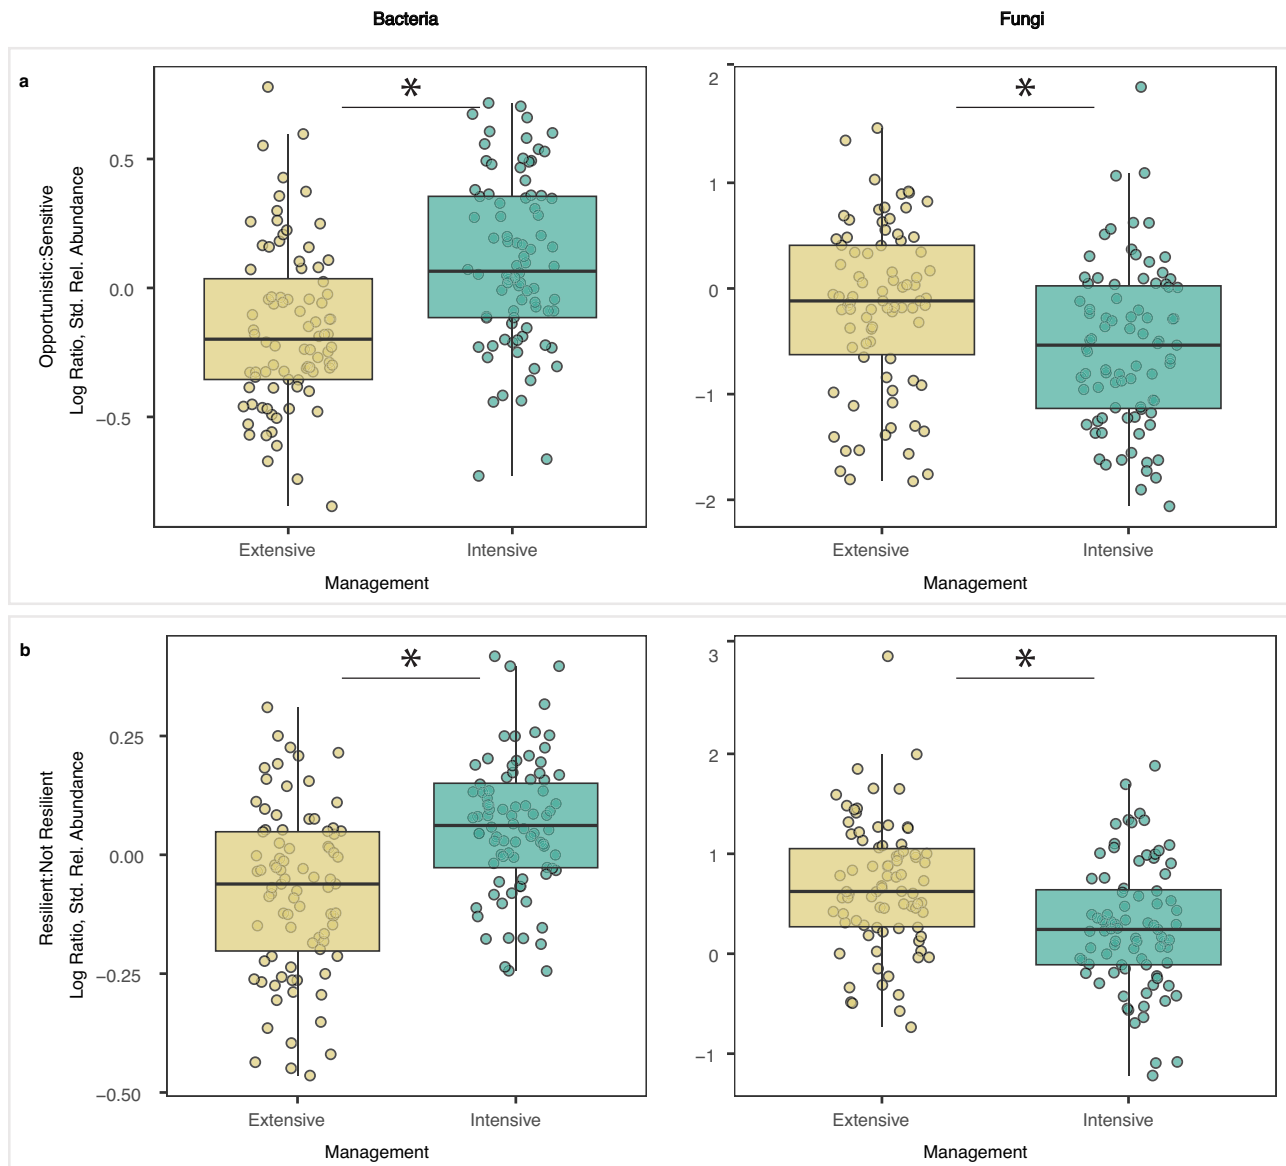 Bacteria
Fungi
a
Opportunistic:Sensitive
Log Ratio, Std. Rel. Abundance
0.5
0.0
−0.5
*
Extensive
Intensive
Management
2
1
0
−1
−2
*
Extensive
Intensive
Management
b
Resilient:Not Resilient
Log Ratio, Std. Rel. Abundance
0.25
0.00
−0.25
−0.50
*
Extensive
Intensive
Management
3
2
1
0
−1
*
Extensive
Intensive
Management